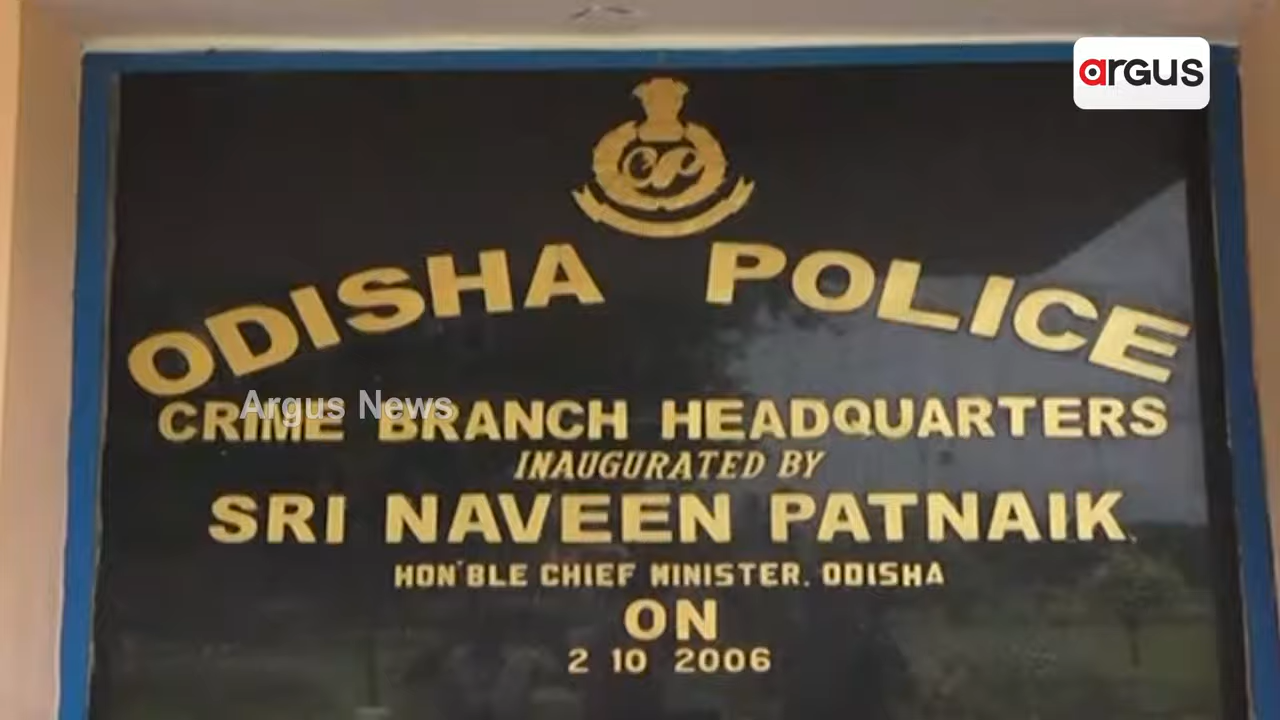 argus
OP
ODISHA POLICE
Argus News
CRIME BRANCH HEADQUARTERS
INAUGURATED BY
SRI NAVEEN PATNAIK
HON'BLE CHIEF MINISTER, ODISHA
ON
2 10 2006